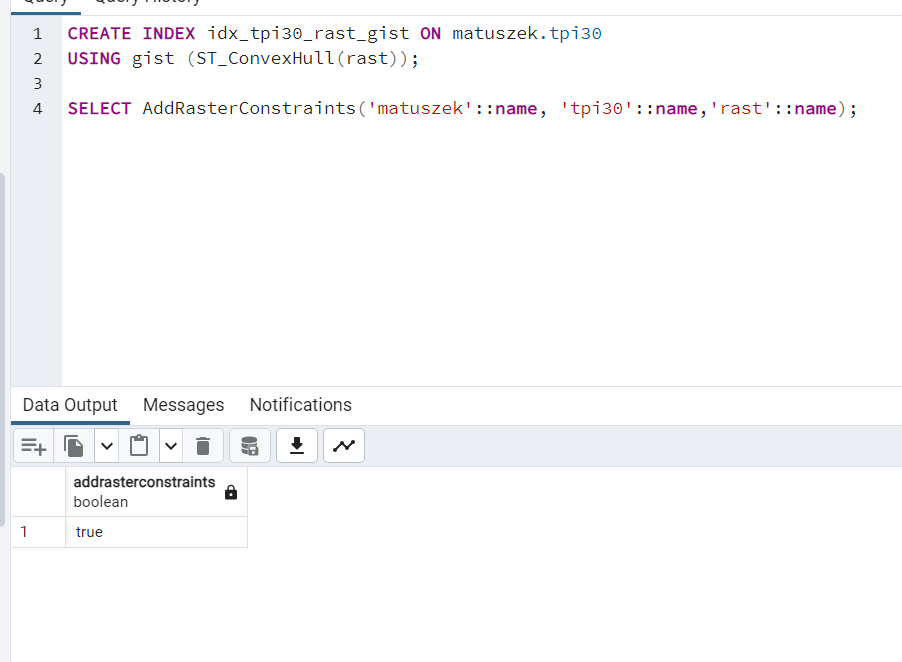 Query Query History
1 CREATE INDEX idx_tpi30_rast_gist ON matuszek.tpi30
2 USING gist (ST_ConvexHull(rast));
3
4 SELECT AddRasterConstraints('matuszek'::name, 'tpi30'::name,'rast'::name);
Data Output Messages Notifications
addrasterconstraints
boolean
1 true